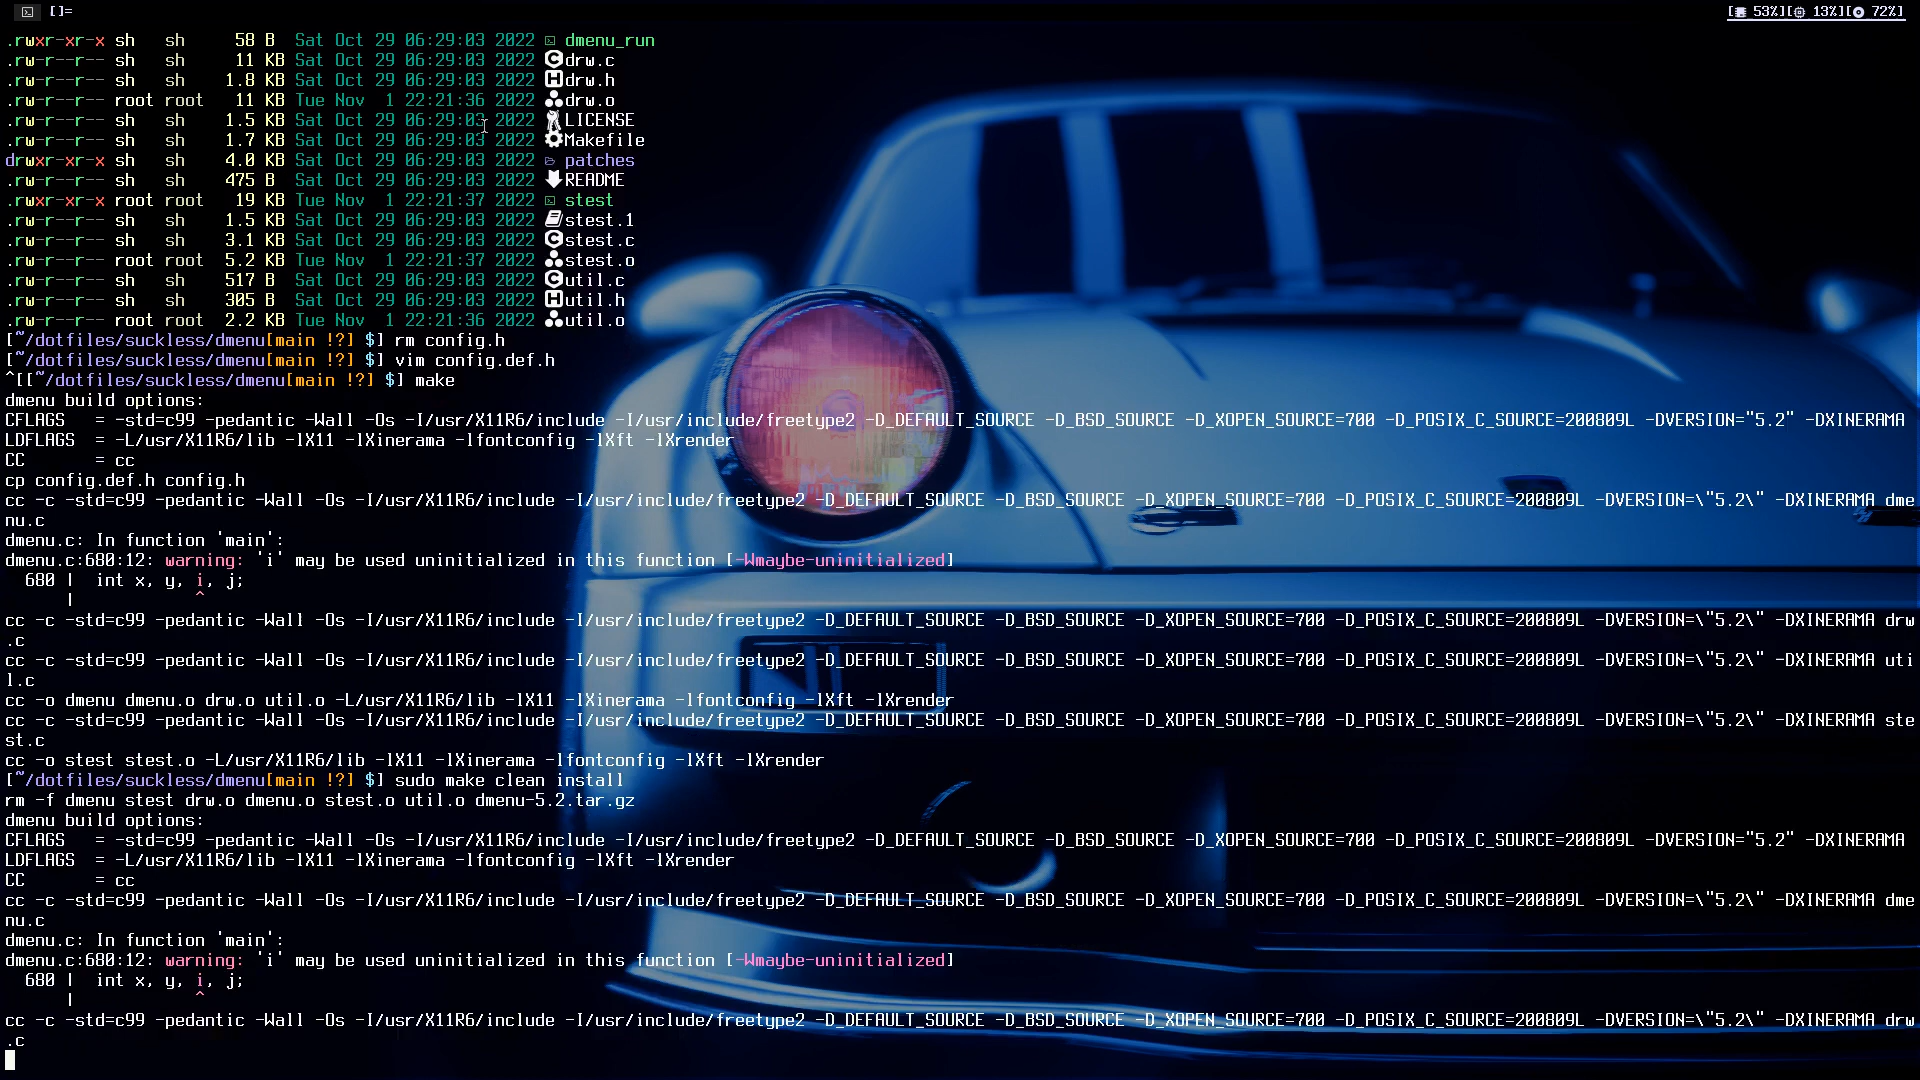 []=
[ 53%][ 13%][ 72%]
.rwxr-xr-x sh   sh     58 B  Sat Oct 29 06:29:03 2022 dmenu_run
.rw-r--r-- sh   sh     11 KB Sat Oct 29 06:29:03 2022 drw.c
.rw-r--r-- sh   sh    1.8 KB Sat Oct 29 06:29:03 2022 drw.h
.rw-r--r-- root root   11 KB Tue Nov  1 22:21:36 2022 drw.o
.rw-r--r-- sh   sh    1.5 KB Sat Oct 29 06:29:03 2022 LICENSE
.rw-r--r-- sh   sh    1.7 KB Sat Oct 29 06:29:03 2022 Makefile
drwxr-xr-x sh   sh    4.0 KB Sat Oct 29 06:29:03 2022 patches
.rw-r--r-- sh   sh    475 B  Sat Oct 29 06:29:03 2022 README
.rwxr-xr-x root root   19 KB Tue Nov  1 22:21:37 2022 stest
.rw-r--r-- sh   sh    1.5 KB Sat Oct 29 06:29:03 2022 stest.1
.rw-r--r-- sh   sh    3.1 KB Sat Oct 29 06:29:03 2022 stest.c
.rw-r--r-- root root  5.2 KB Tue Nov  1 22:21:37 2022 stest.o
.rw-r--r-- sh   sh    517 B  Sat Oct 29 06:29:03 2022 util.c
.rw-r--r-- sh   sh    305 B  Sat Oct 29 06:29:03 2022 util.h
.rw-r--r-- root root  2.2 KB Tue Nov  1 22:21:36 2022 util.o
[~/dotfiles/suckless/dmenu[main !?] $] rm config.h
[~/dotfiles/suckless/dmenu[main !?] $] vim config.def.h
^[[~/dotfiles/suckless/dmenu[main !?] $] make
dmenu build options:
CFLAGS   = -std=c99 -pedantic -Wall -Os -I/usr/X11R6/include -I/usr/include/freetype2 -D_DEFAULT_SOURCE -D_BSD_SOURCE -D_XOPEN_SOURCE=700 -D_POSIX_C_SOURCE=200809L -DVERSION="5.2" -DXINERAMA
LDFLAGS  = -L/usr/X11R6/lib -lX11 -lXinerama -lfontconfig -lXft -lXrender
CC       = cc
cp config.def.h config.h
cc -c -std=c99 -pedantic -Wall -Os -I/usr/X11R6/include -I/usr/include/freetype2 -D_DEFAULT_SOURCE -D_BSD_SOURCE -D_XOPEN_SOURCE=700 -D_POSIX_C_SOURCE=200809L -DVERSION=\"5.2\" -DXINERAMA dme
nu.c
dmenu.c: In function 'main':
dmenu.c:680:12: warning: 'i' may be used uninitialized in this function [-Wmaybe-uninitialized]
  680 |  int x, y, i, j;
      |            ^
cc -c -std=c99 -pedantic -Wall -Os -I/usr/X11R6/include -I/usr/include/freetype2 -D_DEFAULT_SOURCE -D_BSD_SOURCE -D_XOPEN_SOURCE=700 -D_POSIX_C_SOURCE=200809L -DVERSION=\"5.2\" -DXINERAMA drw
.c
cc -c -std=c99 -pedantic -Wall -Os -I/usr/X11R6/include -I/usr/include/freetype2 -D_DEFAULT_SOURCE -D_BSD_SOURCE -D_XOPEN_SOURCE=700 -D_POSIX_C_SOURCE=200809L -DVERSION=\"5.2\" -DXINERAMA uti
l.c
cc -o dmenu dmenu.o drw.o util.o -L/usr/X11R6/lib -lX11 -lXinerama -lfontconfig -lXft -lXrender
cc -c -std=c99 -pedantic -Wall -Os -I/usr/X11R6/include -I/usr/include/freetype2 -D_DEFAULT_SOURCE -D_BSD_SOURCE -D_XOPEN_SOURCE=700 -D_POSIX_C_SOURCE=200809L -DVERSION=\"5.2\" -DXINERAMA ste
st.c
cc -o stest stest.o -L/usr/X11R6/lib -lX11 -lXinerama -lfontconfig -lXft -lXrender
[~/dotfiles/suckless/dmenu[main !?] $] sudo make clean install
rm -f dmenu stest drw.o dmenu.o stest.o util.o dmenu-5.2.tar.gz
dmenu build options:
CFLAGS   = -std=c99 -pedantic -Wall -Os -I/usr/X11R6/include -I/usr/include/freetype2 -D_DEFAULT_SOURCE -D_BSD_SOURCE -D_XOPEN_SOURCE=700 -D_POSIX_C_SOURCE=200809L -DVERSION="5.2" -DXINERAMA
LDFLAGS  = -L/usr/X11R6/lib -lX11 -lXinerama -lfontconfig -lXft -lXrender
CC       = cc
cc -c -std=c99 -pedantic -Wall -Os -I/usr/X11R6/include -I/usr/include/freetype2 -D_DEFAULT_SOURCE -D_BSD_SOURCE -D_XOPEN_SOURCE=700 -D_POSIX_C_SOURCE=200809L -DVERSION=\"5.2\" -DXINERAMA dme
nu.c
dmenu.c: In function 'main':
dmenu.c:680:12: warning: 'i' may be used uninitialized in this function [-Wmaybe-uninitialized]
  680 |  int x, y, i, j;
      |            ^
cc -c -std=c99 -pedantic -Wall -Os -I/usr/X11R6/include -I/usr/include/freetype2 -D_DEFAULT_SOURCE -D_BSD_SOURCE -D_XOPEN_SOURCE=700 -D_POSIX_C_SOURCE=200809L -DVERSION=\"5.2\" -DXINERAMA drw
.c